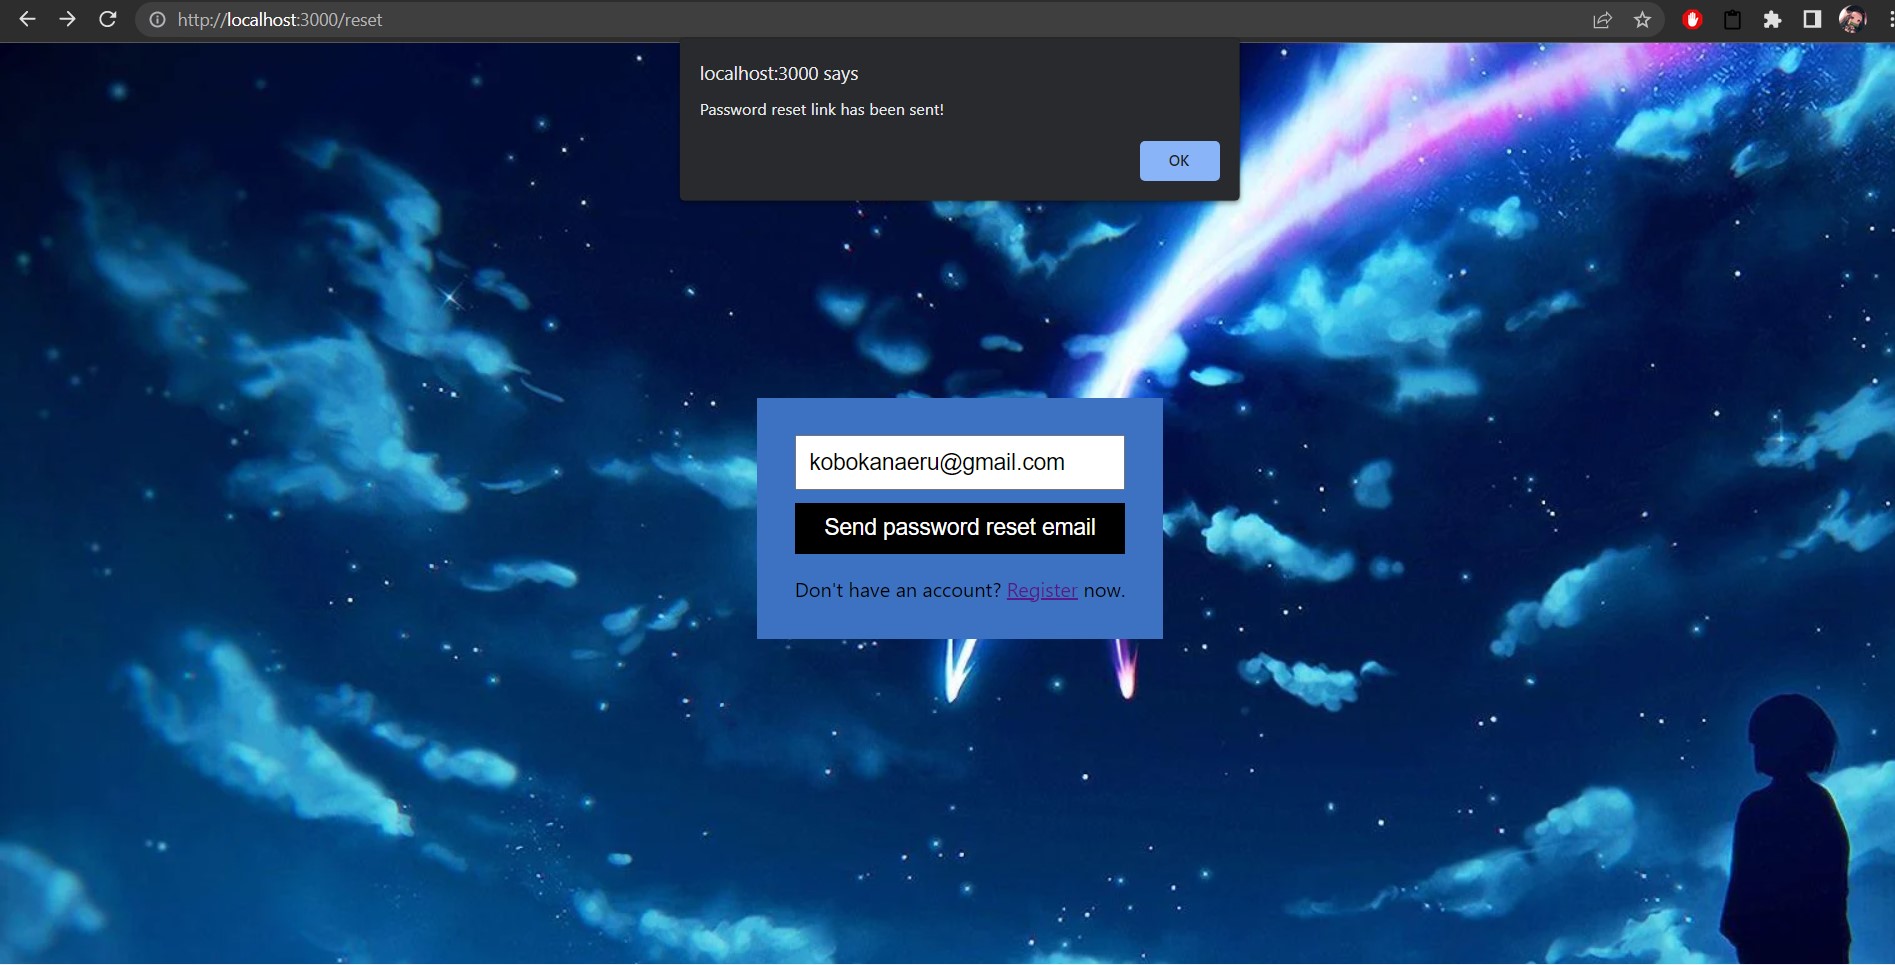 http://localhost:3000/reset
localhost:3000 says
Password reset link has been sent!
OK
kobokanaeru@gmail.com
Send password reset email
Don't have an account? Register now.